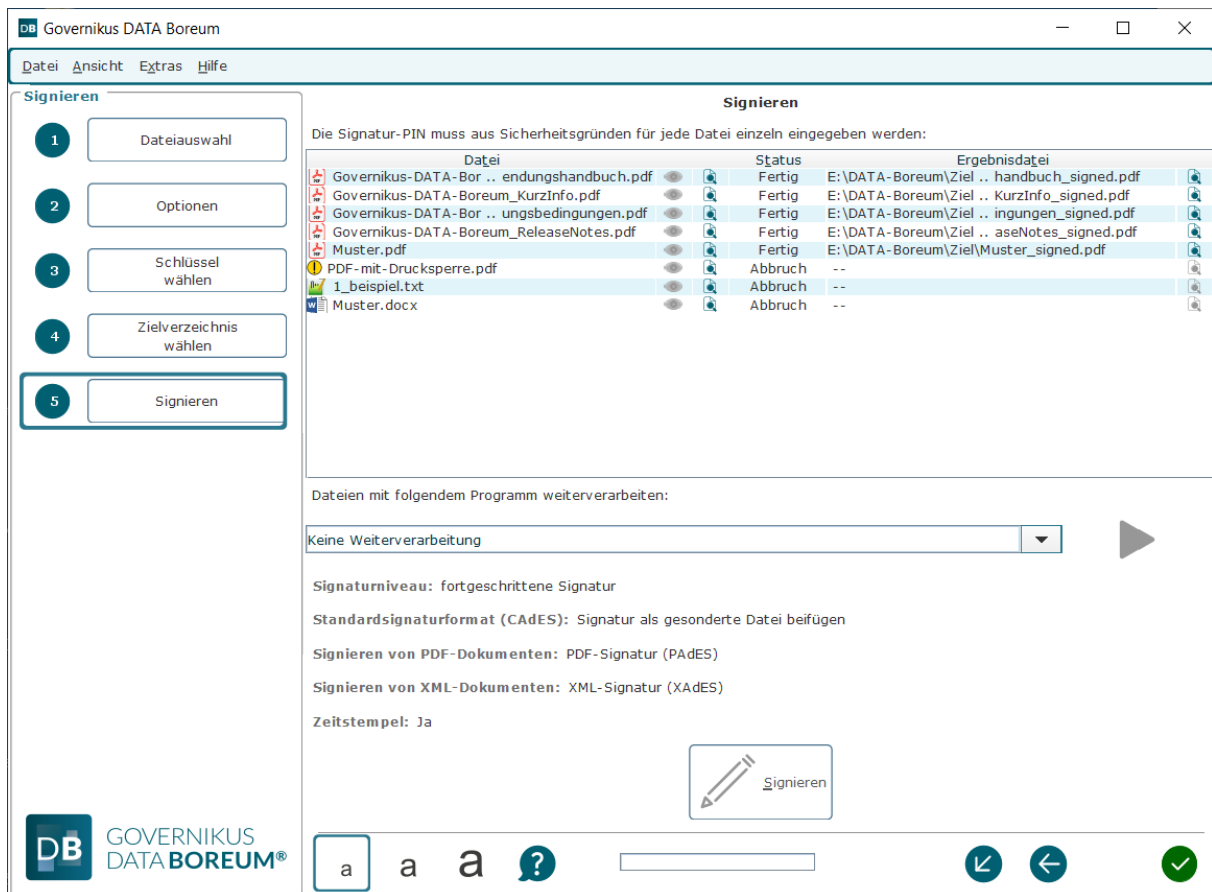 DB Governikus DATA Boreum
Datei Ansicht Extras Hilfe
Signieren
1 Dateiauswahl
2 Optionen
3 Schlüssel
wählen
4 Zielverzeichnis
wählen
5 Signieren
Signieren
Die Signatur-PIN muss aus Sicherheitsgründen für jede Datei einzeln eingegeben werden:
Datei Status Ergebnisdatei
Governikus-DATA-Bor .. endungshandbuch.pdf Fertig E:\DATA-Boreum\Ziel .. handbuch_signed.pdf
Governikus-DATA-Boreum_KurzInfo.pdf Fertig E:\DATA-Boreum\Ziel .. KurzInfo_signed.pdf
Governikus-DATA-Bor .. ungsbedingungen.pdf Fertig E:\DATA-Boreum\Ziel .. ingungen_signed.pdf
Governikus-DATA-Boreum_ReleaseNotes.pdf Fertig E:\DATA-Boreum\Ziel .. aseNotes_signed.pdf
Muster.pdf Fertig E:\DATA-Boreum\Ziel\Muster_signed.pdf
PDF-mit-Drucksperre.pdf Abbruch --
1_beispiel.txt Abbruch --
Muster.docx Abbruch --
Dateien mit folgendem Programm weiterverarbeiten:
Keine Weiterverarbeitung
Signaturniveau: fortgeschrittene Signatur
Standardsignaturformat (CAdES): Signatur als gesonderte Datei beifügen
Signieren von PDF-Dokumenten: PDF-Signatur (PAdES)
Signieren von XML-Dokumenten: XML-Signatur (XAdES)
Zeitstempel: Ja
Signieren
DB GOVERNIKUS
DATA BOREUM®
a a a ?